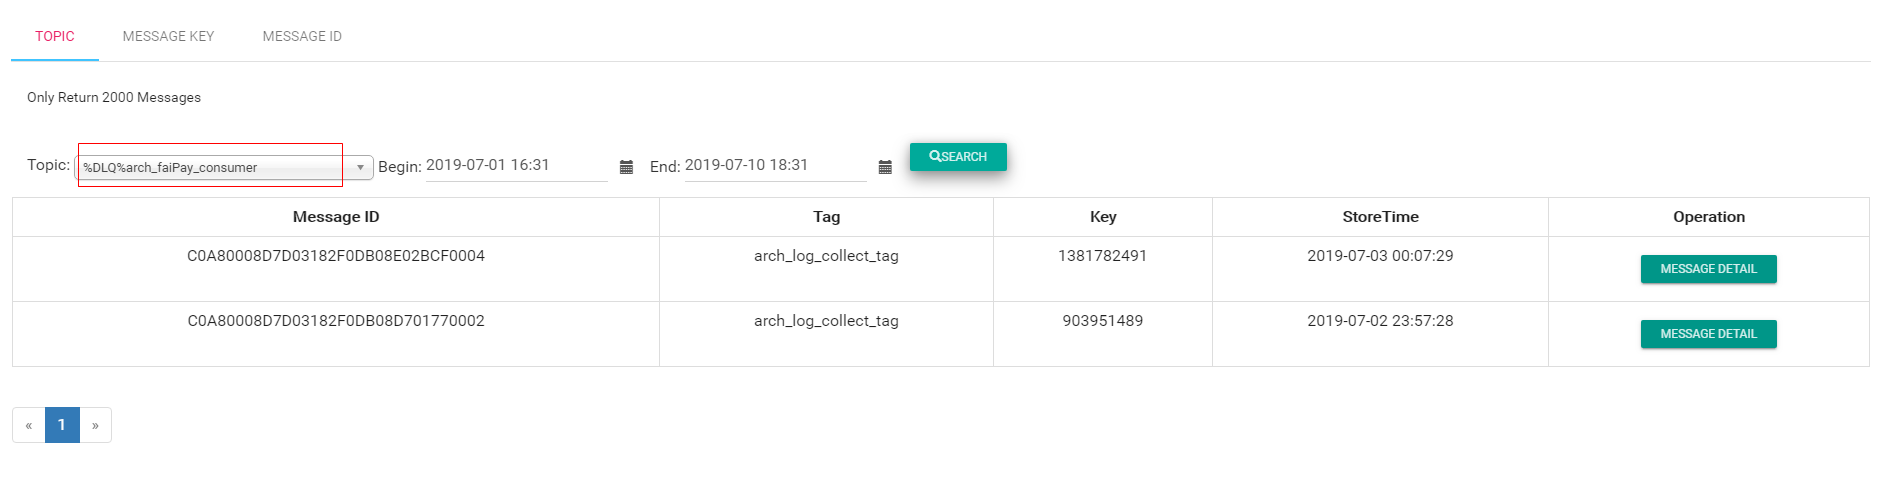 TOPIC MESSAGE KEY MESSAGE ID
Only Return 2000 Messages
Topic: %DLQ%arch_faiPay_consumer Begin: 2019-07-01 16:31 End: 2019-07-10 18:31 SEARCH
Message ID Tag Key StoreTime Operation
C0A80008D7D03182F0DB08E02BCF0004 arch_log_collect_tag 1381782491 2019-07-03 00:07:29 MESSAGE DETAIL
C0A80008D7D03182F0DB08D701770002 arch_log_collect_tag 903951489 2019-07-02 23:57:28 MESSAGE DETAIL
« 1 »